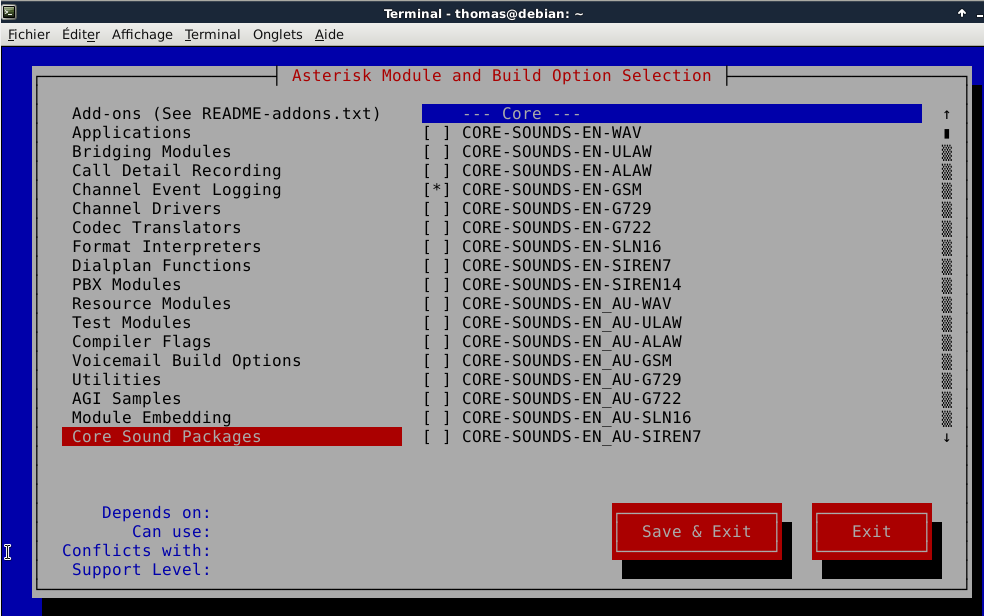 Terminal - thomas@debian: ~
Fichier Éditer Affichage Terminal Onglets Aide
Asterisk Module and Build Option Selection
Add-ons (See README-addons.txt) --- Core ---
Applications [ ] CORE-SOUNDS-EN-WAV
Bridging Modules [ ] CORE-SOUNDS-EN-ULAW
Call Detail Recording [ ] CORE-SOUNDS-EN-ALAW
Channel Event Logging [*] CORE-SOUNDS-EN-GSM
Channel Drivers [ ] CORE-SOUNDS-EN-G729
Codec Translators [ ] CORE-SOUNDS-EN-G722
Format Interpreters [ ] CORE-SOUNDS-EN-SLN16
Dialplan Functions [ ] CORE-SOUNDS-EN-SIREN7
PBX Modules [ ] CORE-SOUNDS-EN-SIREN14
Resource Modules [ ] CORE-SOUNDS-EN_AU-WAV
Test Modules [ ] CORE-SOUNDS-EN_AU-ULAW
Compiler Flags [ ] CORE-SOUNDS-EN_AU-ALAW
Voicemail Build Options [ ] CORE-SOUNDS-EN_AU-GSM
Utilities [ ] CORE-SOUNDS-EN_AU-G729
AGI Samples [ ] CORE-SOUNDS-EN_AU-G722
Module Embedding [ ] CORE-SOUNDS-EN_AU-SLN16
Core Sound Packages [ ] CORE-SOUNDS-EN_AU-SIREN7
Depends on:
Can use: Save & Exit Exit
Conflicts with:
Support Level: